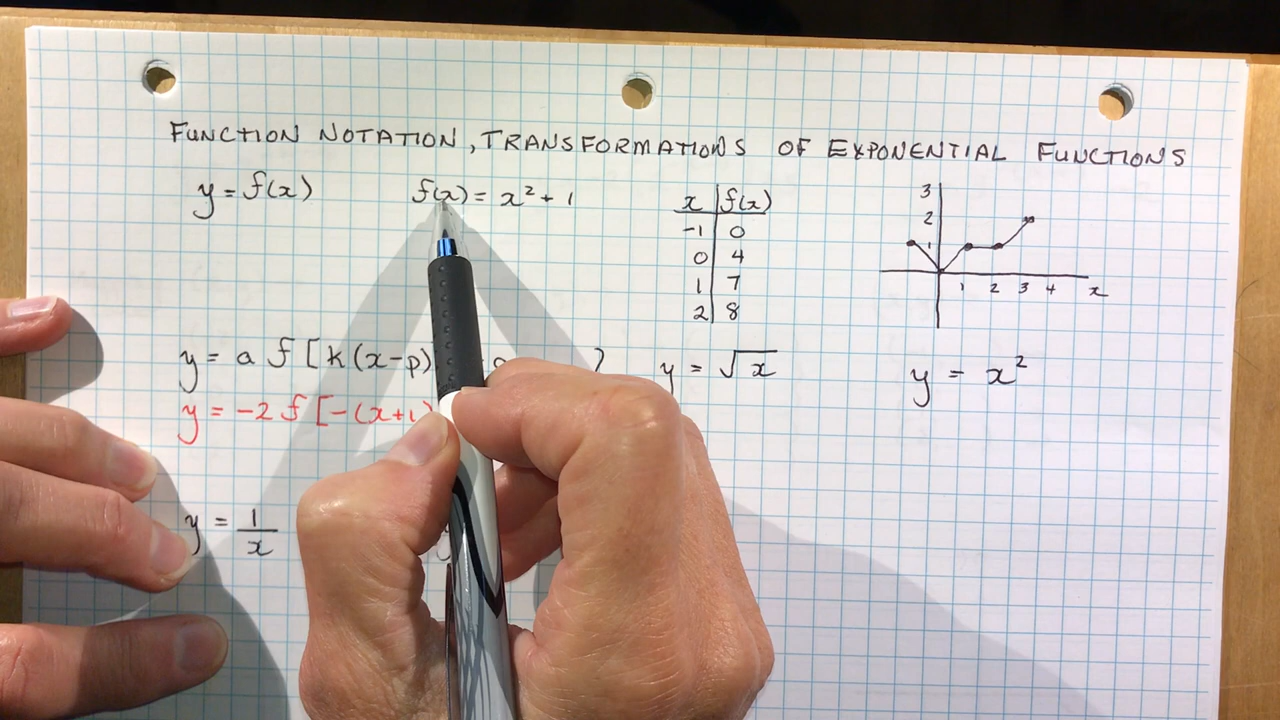 FUNCTION NOTATION, TRANSFORMATIONS OF EXPONENTIAL FUNCTIONS
y = f(x)
f(x) = x² + 1
x f(x)
-1 0
0 4
1 7
2 8
3
2
1
1 2 3 4 x
y = a f [k(x-p)
y = √x
y = x²
y = -2 f [-(x+1)
y = 1/x